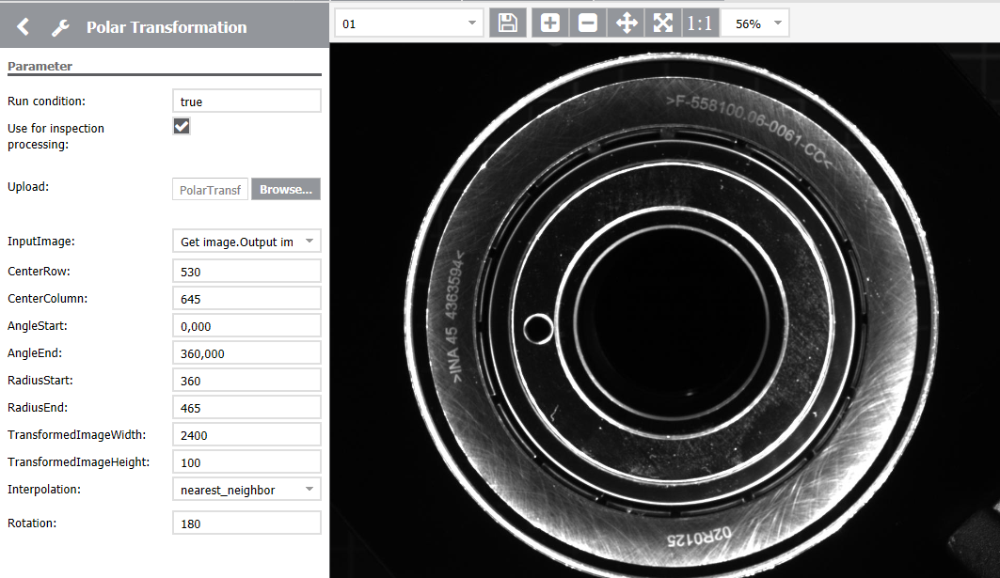 Polar Transformation
01
1:1
56%
Parameter
Run condition:
true
Use for inspection
processing:
Upload:
PolarTransf
Browse...
InputImage:
Get image.Output im
CenterRow:
530
CenterColumn:
645
AngleStart:
0,000
AngleEnd:
360,000
RadiusStart:
360
RadiusEnd:
465
TransformedImageWidth:
2400
TransformedImageHeight:
100
Interpolation:
nearest_neighbor
Rotation:
180
>F-558100.06-0061-CC<
>INA 45 4363594<
02R0125